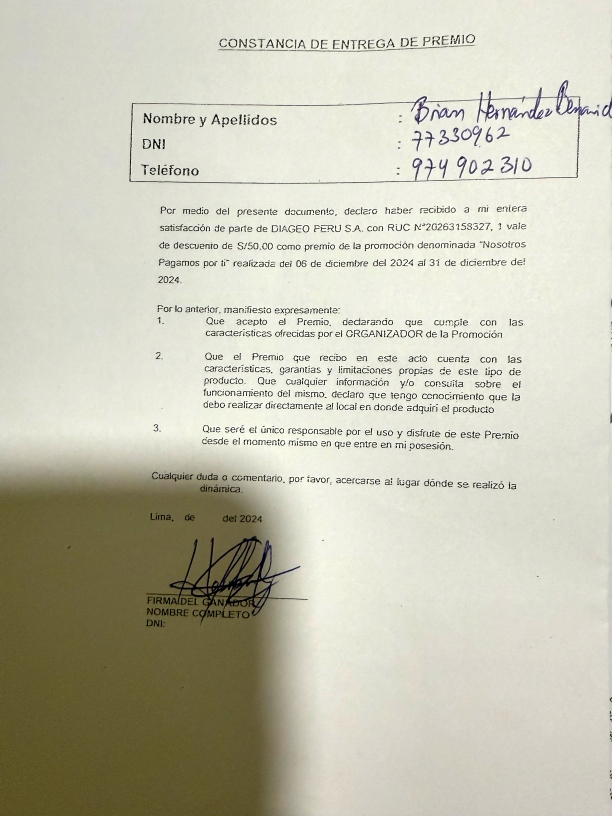 CONSTANCIA DE ENTREGA DE PREMIO
Nombre y Apellidos : Brian Hernández
DNI : 77330962
Teléfono : 974 902 310
Por medio del presente documento, declaro haber recibido a mi entera
satisfacción de parte de DIAGEO PERU S.A. con RUC N°20263158327, 1 vale
de descuento de S/50,00 como premio de la promoción denominada "Nosotros
Pagamos por ti" realizada del 06 de diciembre del 2024 al 31 de diciembre del
2024.
Por lo anterior, manifiesto expresamente:
1. Que acepto el Premio, declarando que cumple con las
características ofrecidas por el ORGANIZADOR de la Promoción
2. Que el Premio que recibo en este acto cuenta con las
características, garantías y limitaciones propias de este tipo de
producto. Que cualquier información y/o consulta sobre el
funcionamiento del mismo, declaro que tengo conocimiento que la
debo realizar directamente al local en donde adquirí el producto
3. Que seré el único responsable por el uso y disfrute de este Premio
desde el momento mismo en que entre en mi posesión.
Cualquier duda o comentario, por favor, acercarse al lugar dónde se realizó la
dinámica.
Lima, de del 2024
FIRMA DEL GANADOR
NOMBRE COMPLETO
DNI: